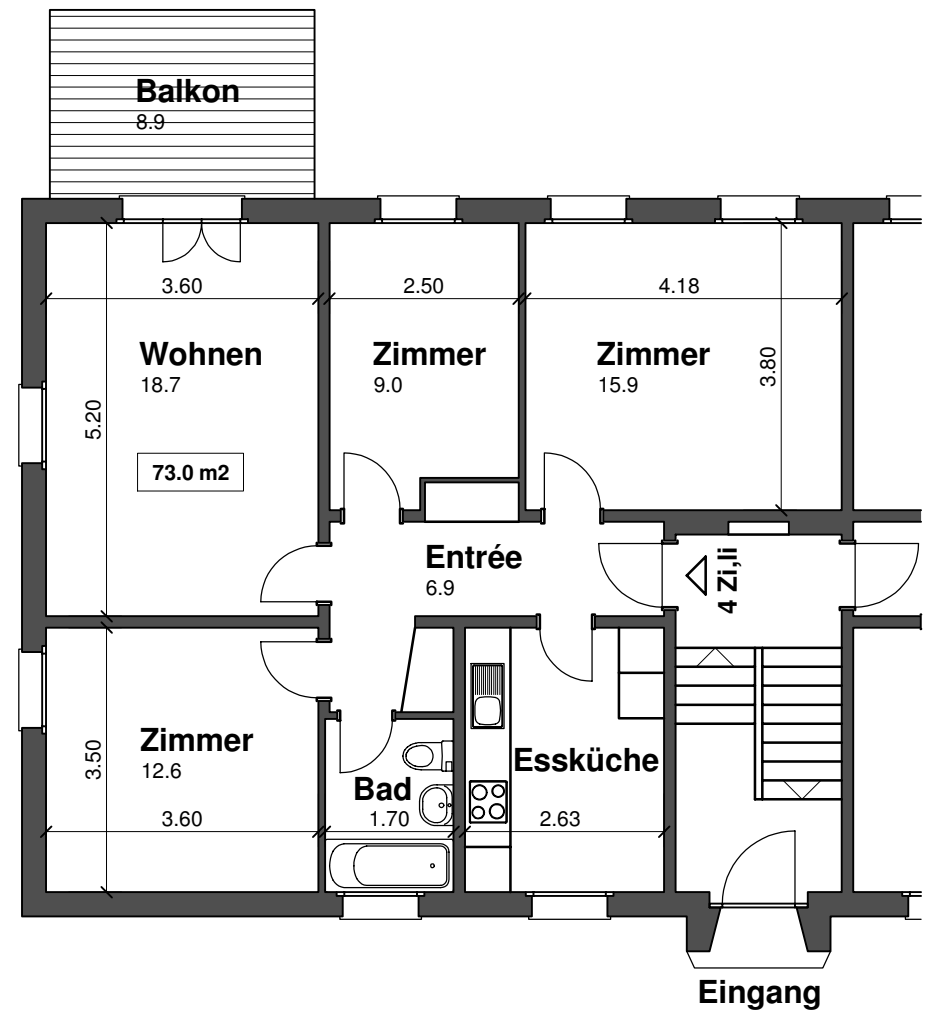 Balkon
8.9
3.60
2.50
4.18
Wohnen
18.7
Zimmer
9.0
Zimmer
15.9
3.80
5.20
73.0 m2
Entrée
6.9
4 Zi,li
Zimmer
12.6
3.50
3.60
Bad
1.70
Essküche
2.63
Eingang